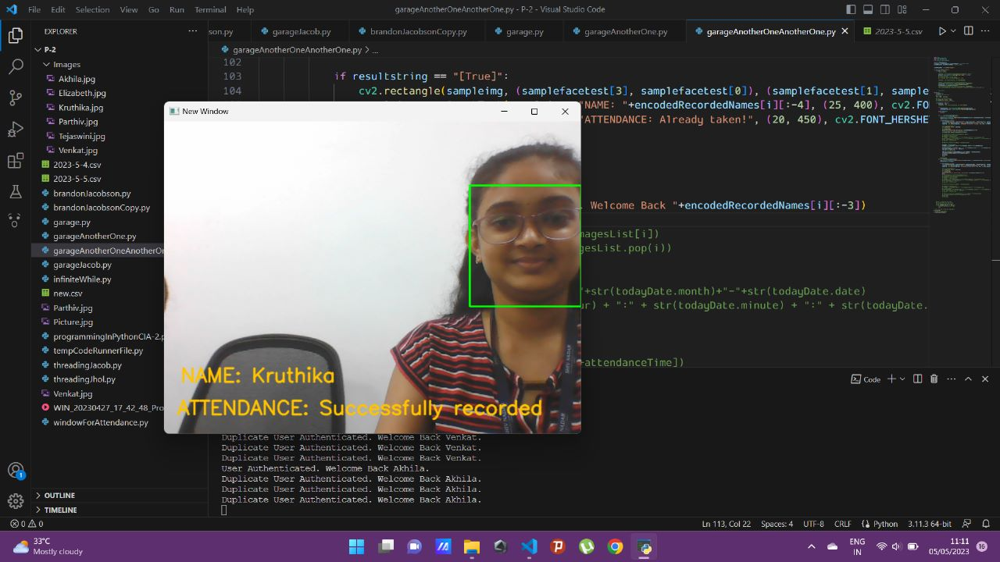 File Edit Selection View Go Run Terminal Help
garageAnotherOneAnotherOne.py - P-2 - Visual Studio Code
EXPLORER
P-2
Images
Akhila.jpg
Elizabeth.jpg
Kruthika.jpg
Parthiv.jpg
Tejaswini.jpg
Venkat.jpg
2023-5-4.csv
2023-5-5.csv
brandonJacobson.py
brandonJacobsonCopy.py
garage.py
garageAnotherOne.py
garageAnotherOneAnotherOr
garageJacob.py
infiniteWhile.py
new.csv
Parthiv.jpg
Picture.jpg
programmingInPythonCIA-2.p
tempCodeRunnerFile.py
threadingJacob.py
threadingJhol.py
Venkat.jpg
WIN_20230427_17_42_48_Pro
windowForAttendance.py
OUTLINE
TIMELINE
son.py garageJacob.py brandonJacobsonCopy.py garage.py garageAnotherOne.py garageAnotherOneAnotherOne.py 2023-5-5.csv
garageAnotherOneAnotherOne.py > ...
102
103 if resultstring == "[True]":
104 cv2.rectangle(sampleimg, (samplefacetest[3], samplefacetest[0]), (samplefacetest[1], sample
"NAME: "+encodedRecordedNames[i][:-4], (25, 400), cv2.FON
"ATTENDANCE: Already taken!", (20, 450), cv2.FONT_HERSHE
. Welcome Back "+encodedRecordedNames[i][:-3])
magesList[i])
gesList.pop(i))
"+str(todayDate.month)+"-"+str(todayDate.date)
ur) + ":" + str(todayDate.minute) + ":" + str(todayDate.
+attendanceTime])
New Window
NAME: Kruthika
ATTENDANCE: Successfully recorded
SHIV NADAR
SHIV NADAR
Code
Duplicate User Authenticated. Welcome Back Venkat.
Duplicate User Authenticated. Welcome Back Venkat.
Duplicate User Authenticated. Welcome Back Venkat.
User Authenticated. Welcome Back Akhila.
Duplicate User Authenticated. Welcome Back Akhila.
Duplicate User Authenticated. Welcome Back Akhila.
Duplicate User Authenticated. Welcome Back Akhila.
0 0 Ln 113, Col 22 Spaces: 4 UTF-8 CRLF Python 3.11.3 64-bit
33°C
Mostly cloudy
ENG
IN
11:11
05/05/2023
16